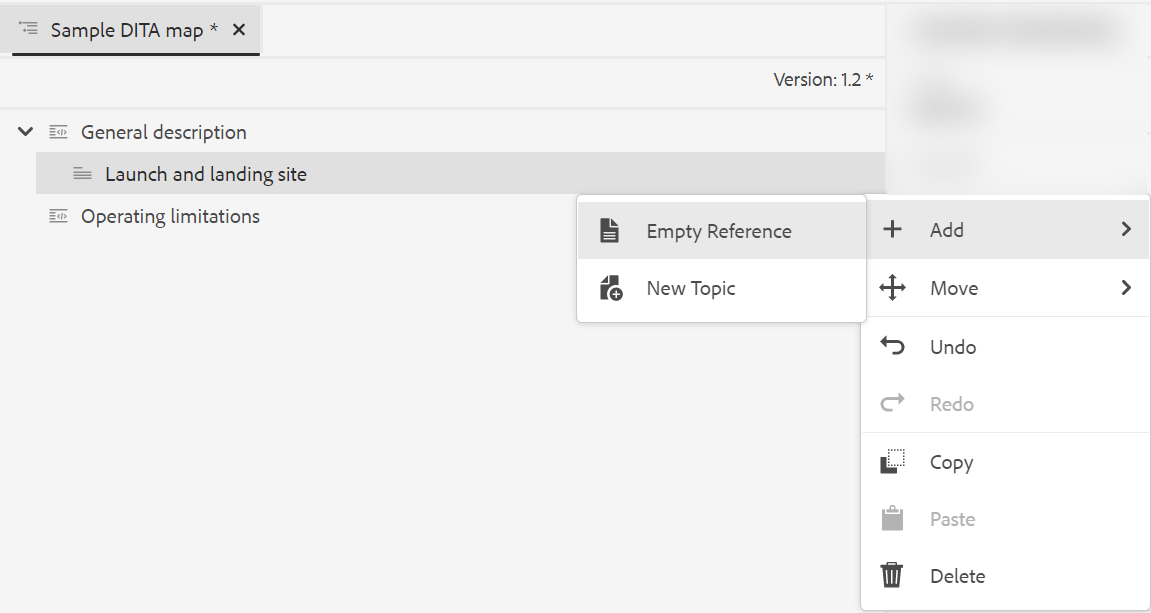 Sample DITA map *
Version: 1.2 *
General description
Launch and landing site
Operating limitations
Empty Reference
New Topic
Add
Move
Undo
Redo
Copy
Paste
Delete